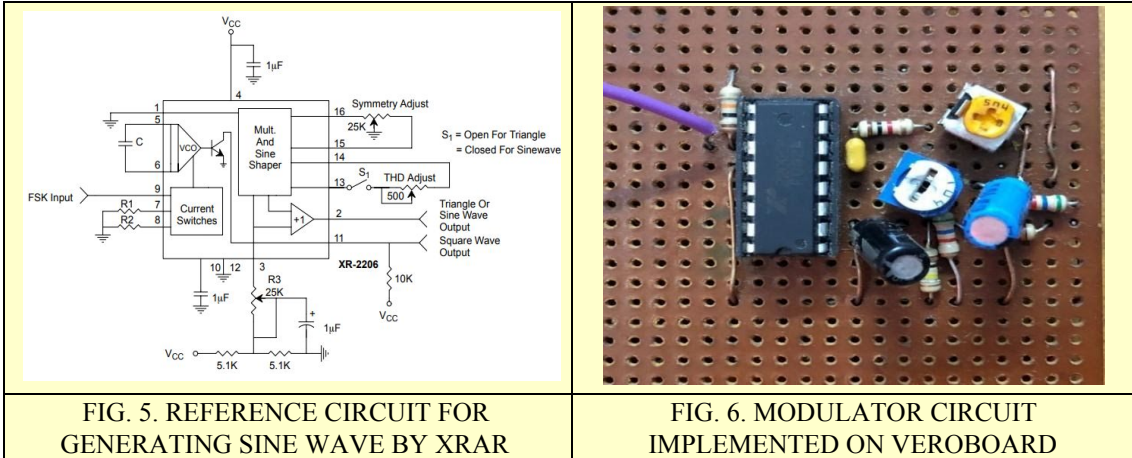 VCC
1µF
4
1
5
C
6
VCO
9
FSK Input
R1
7
R2
8
Current
Switches
Mult.
And
Sine
Shaper
16
Symmetry Adjust
25K
15
14
13
S1
THD Adjust
500
S1 = Open For Triangle
= Closed For Sinewave
+1
2
Triangle Or
Sine Wave
Output
11
Square Wave
Output
XR-2206
10
12
3
1µF
R3
25K
+
1µF
10K
VCC
VCC
5.1K
5.1K
FIG. 5. REFERENCE CIRCUIT FOR
GENERATING SINE WAVE BY XRAR
FIG. 6. MODULATOR CIRCUIT
IMPLEMENTED ON VEROBOARD